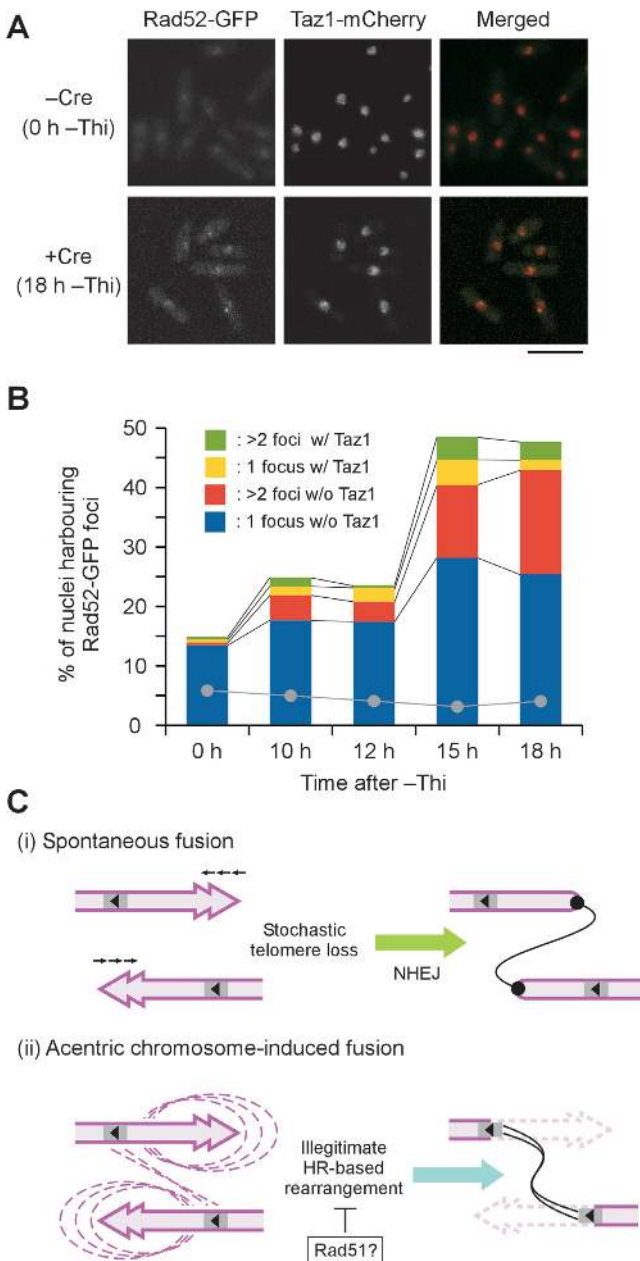 A
Rad52-GFP Taz1-mCherry Merged
–Cre
(0 h –Thi)
+Cre
(18 h –Thi)
B
% of nuclei harbouring
Rad52-GFP foci
50
40
30
20
10
0
: >2 foci w/ Taz1
: 1 focus w/ Taz1
: >2 foci w/o Taz1
: 1 focus w/o Taz1
0 h 10 h 12 h 15 h 18 h
Time after –Thi
C
(i) Spontaneous fusion
Stochastic
telomere loss
NHEJ
(ii) Acentric chromosome-induced fusion
Illegitimate
HR-based
rearrangement
Rad51?